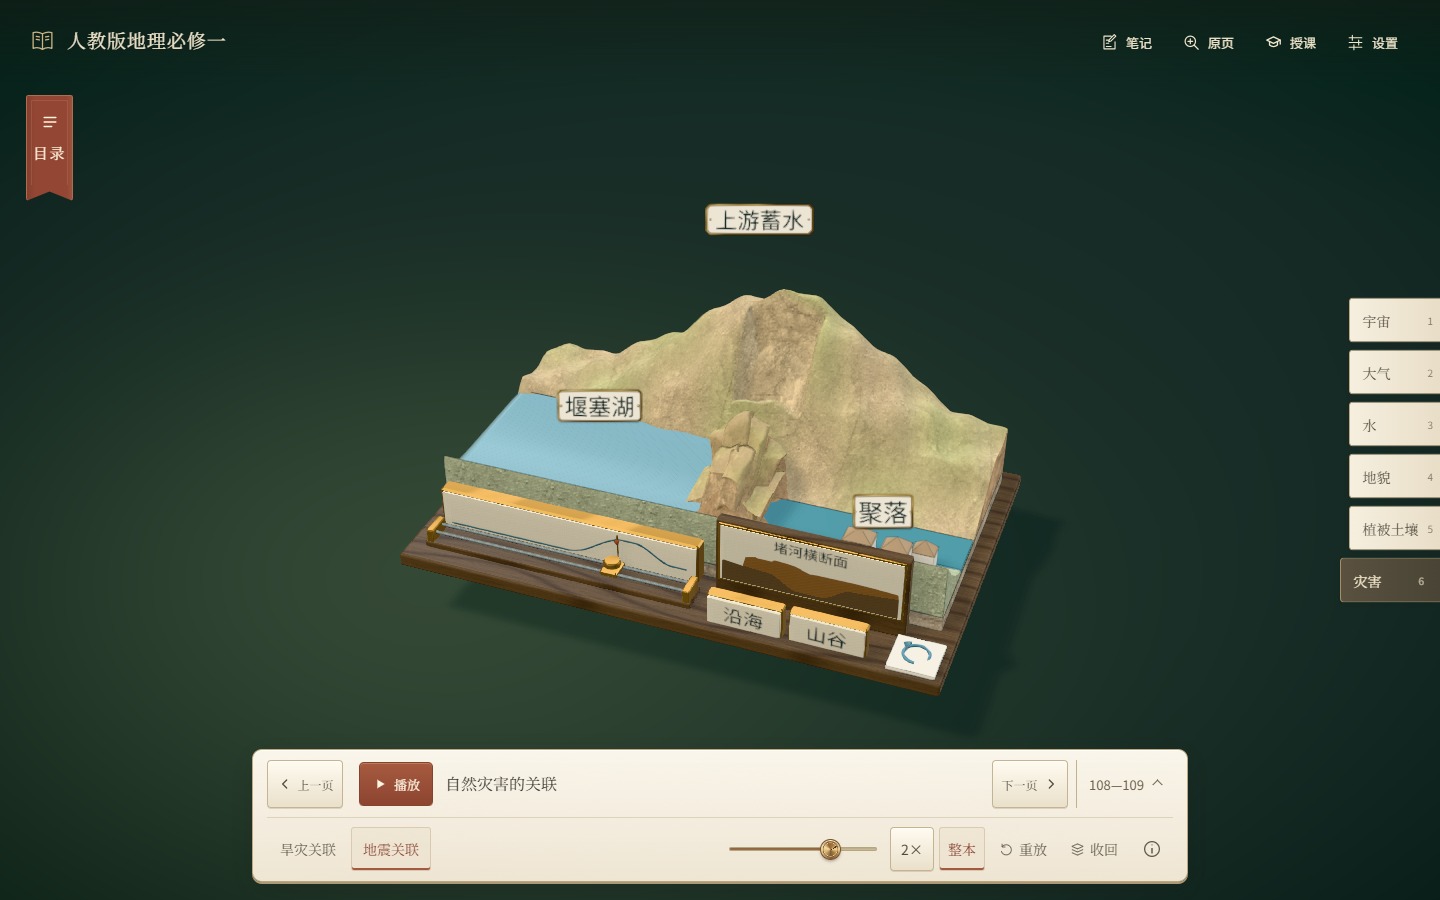 人教版地理必修一
笔记
原页
授课
设置
目录
上游蓄水
堰塞湖
聚落
堵河横断面
沿海
山谷
宇宙 1
大气 2
水 3
地貌 4
植被土壤 5
灾害 6
上一页
播放
自然灾害的关联
下一页
108—109
旱灾关联
地震关联
2×
整本
重放
收回